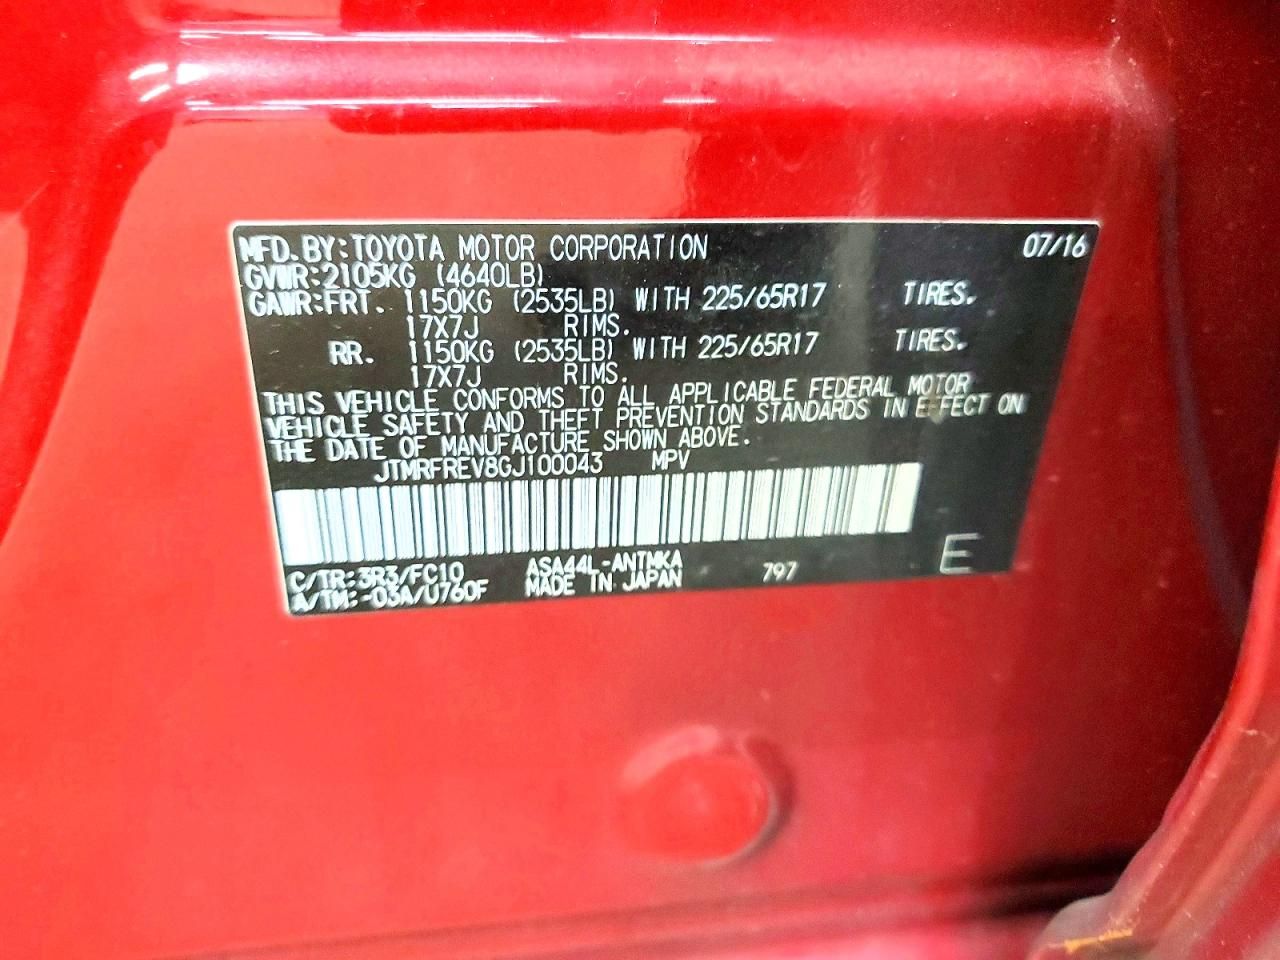 MFD. BY: TOYOTA MOTOR CORPORATION 07/16
GVWR: 2105KG (4640LB)
GAWR: FRT. 1150KG (2535LB) WITH 225/65R17 TIRES.
17X7J RIMS.
RR. 1150KG (2535LB) WITH 225/65R17 TIRES.
17X7J RIMS.
THIS VEHICLE CONFORMS TO ALL APPLICABLE FEDERAL MOTOR
VEHICLE SAFETY AND THEFT PREVENTION STANDARDS IN EFFECT ON
THE DATE OF MANUFACTURE SHOWN ABOVE.
JTMRFREV8GJ100043 MPV
C/TR: 3R3/FC10 ASA44L-ANTMKA 797 E
A/TM: -03A/U760F MADE IN JAPAN